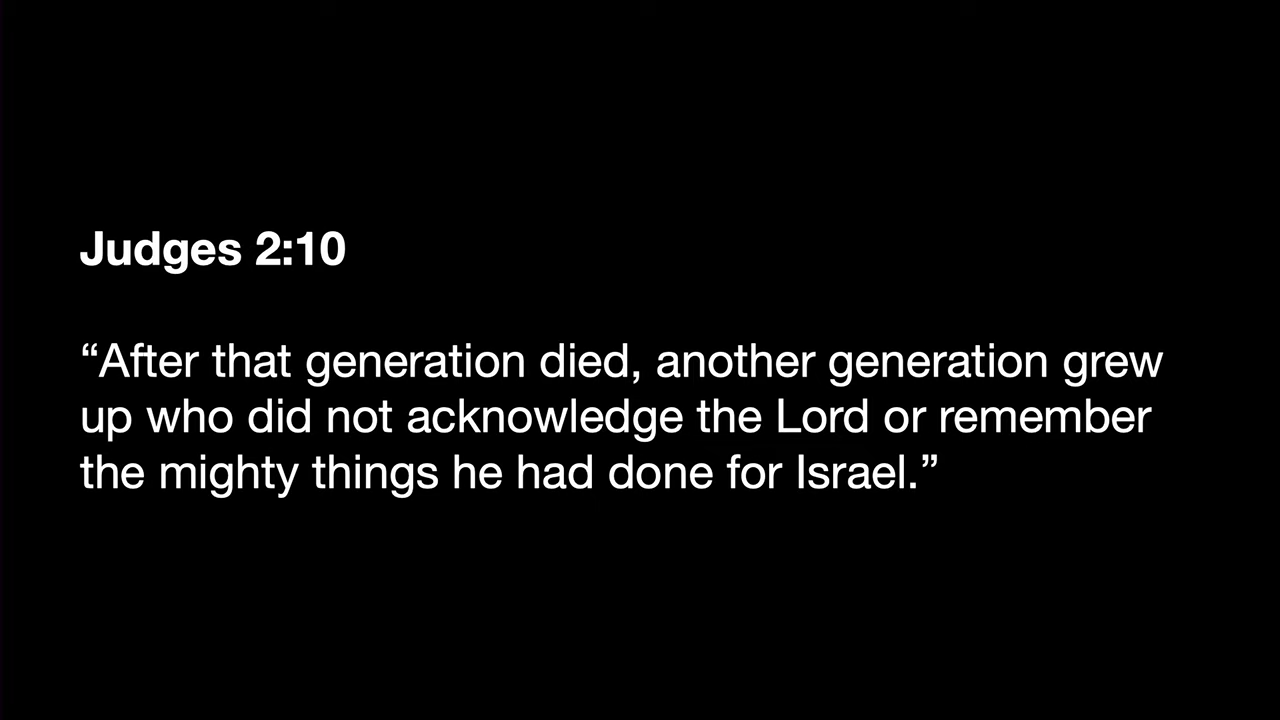 Judges 2:10
“After that generation died, another generation grew
up who did not acknowledge the Lord or remember
the mighty things he had done for Israel.”